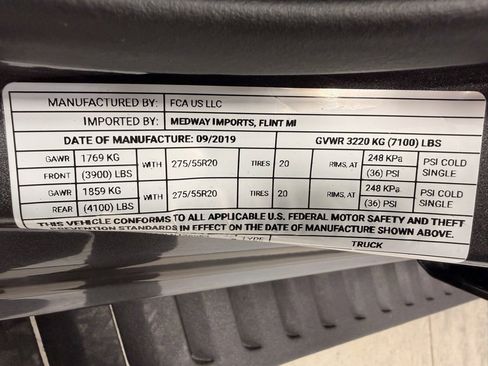 MANUFACTURED BY: FCA US LLC
IMPORTED BY: MEDWAY IMPORTS, FLINT MI
DATE OF MANUFACTURE: 09/2019 GVWR 3220 KG (7100) LBS
GAWR 1769 KG WITH 275/55R20 TIRES 20 RIMS, AT 248 KPa PSI COLD
FRONT (3900) LBS (36) PSI SINGLE
GAWR 1859 KG WITH 275/55R20 TIRES 20 RIMS, AT 248 KPa PSI COLD
REAR (4100) LBS (36) PSI SINGLE
THIS VEHICLE CONFORMS TO ALL APPLICABLE U.S. FEDERAL MOTOR SAFETY AND THEFT
PREVENTION STANDARDS IN EFFECT ON THE DATE OF MANUFACTURE SHOWN ABOVE.
TYPE TRUCK